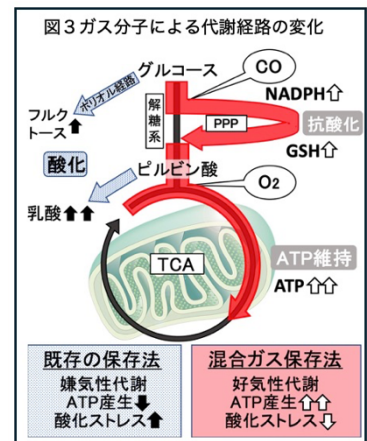 図３ガス分子による代謝経路の変化
グルコース
CO
ポリオル経路
NADPH⇧
フルク
トース⬆
解糖系
PPP
抗酸化
GSH⇧
酸化
ピルビン酸
O₂
乳酸⬆⬆
TCA
ATP維持
ATP⇧⇧
既存の保存法
嫌気性代謝
ATP産生⬇
酸化ストレス⬆
混合ガス保存法
好気性代謝
ATP産生⇧⇧
酸化ストレス⇩